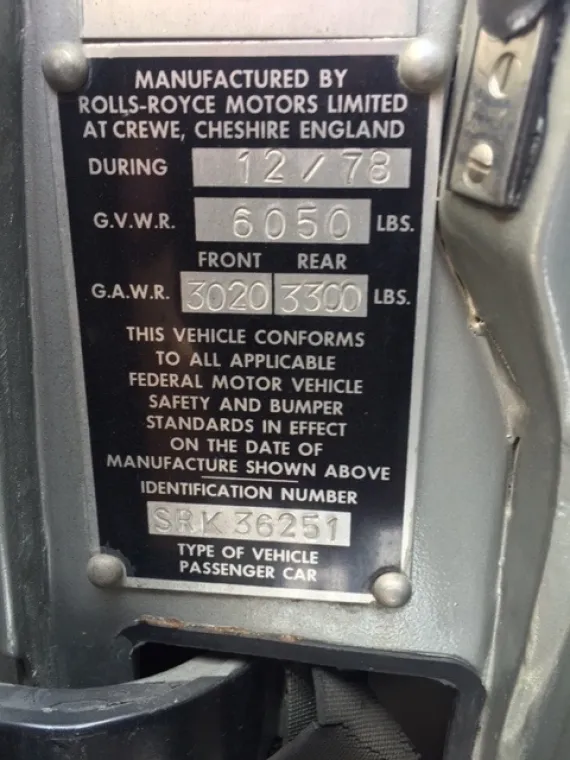 MANUFACTURED BY
ROLLS-ROYCE MOTORS LIMITED
AT CREWE, CHESHIRE ENGLAND
DURING 12/78
G.V.W.R. 6050 LBS.
FRONT REAR
G.A.W.R. 3020 3300 LBS.
THIS VEHICLE CONFORMS
TO ALL APPLICABLE
FEDERAL MOTOR VEHICLE
SAFETY AND BUMPER
STANDARDS IN EFFECT
ON THE DATE OF
MANUFACTURE SHOWN ABOVE
IDENTIFICATION NUMBER
SRK36251
TYPE OF VEHICLE
PASSENGER CAR